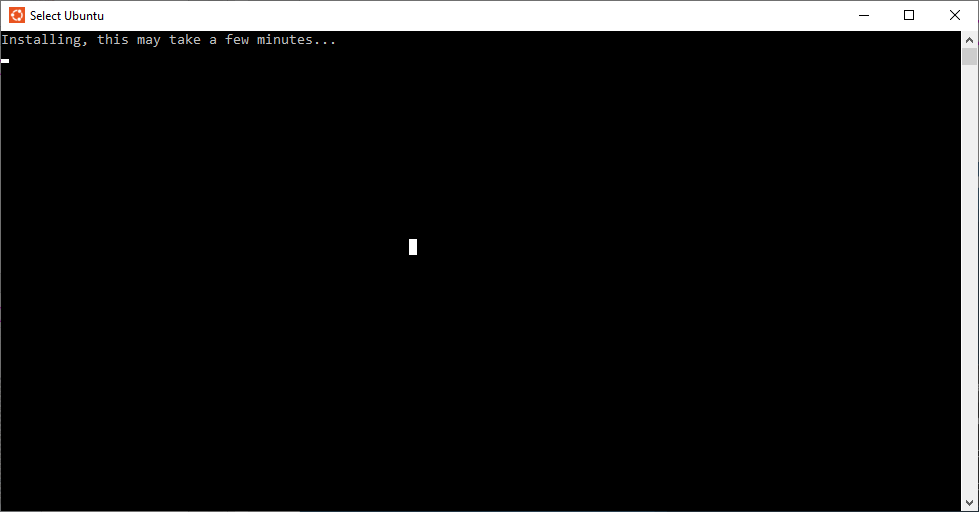 Select Ubuntu
Installing, this may take a few minutes...